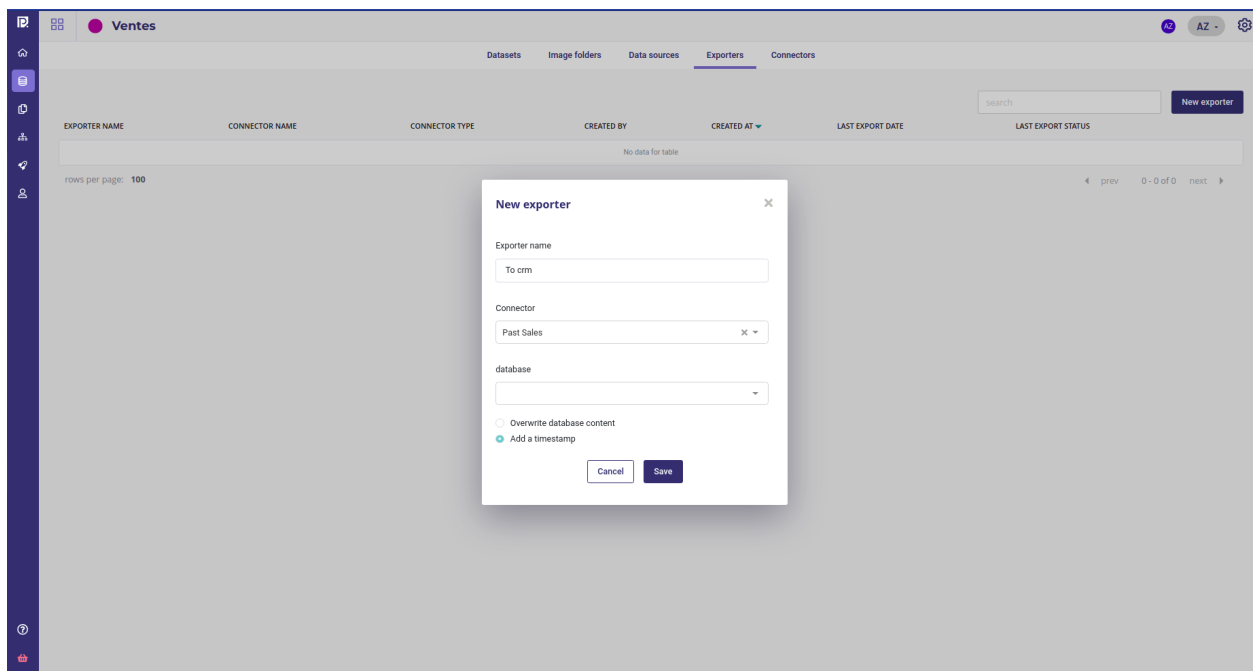 Ventes
AZ
AZ
Datasets Image folders Data sources Exporters Connectors
search
New exporter
EXPORTER NAME CONNECTOR NAME CONNECTOR TYPE CREATED BY CREATED AT LAST EXPORT DATE LAST EXPORT STATUS
No data for table
rows per page: 100
prev 0 - 0 of 0 next
New exporter
Exporter name
To crm
Connector
Past Sales
database
Overwrite database content
Add a timestamp
Cancel Save